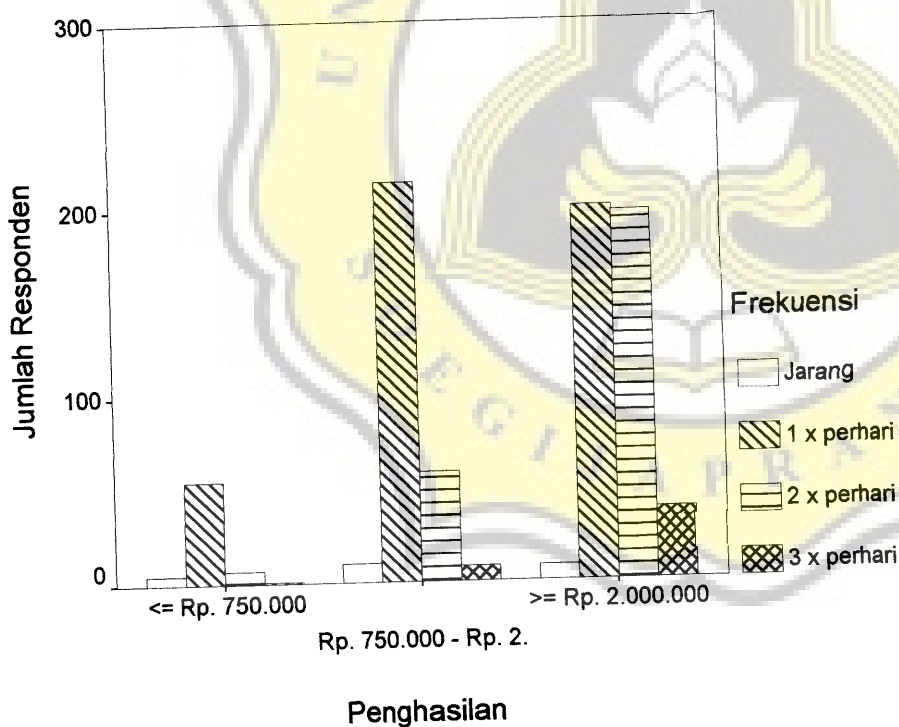 300
200
100
0
Jumlah Responden
<= Rp. 750.000
Rp. 750.000 - Rp. 2.
>= Rp. 2.000.000
Penghasilan
Frekuensi
Jarang
1 x perhari
2 x perhari
3 x perhari
U
S
O
E
G
I
A P R A N